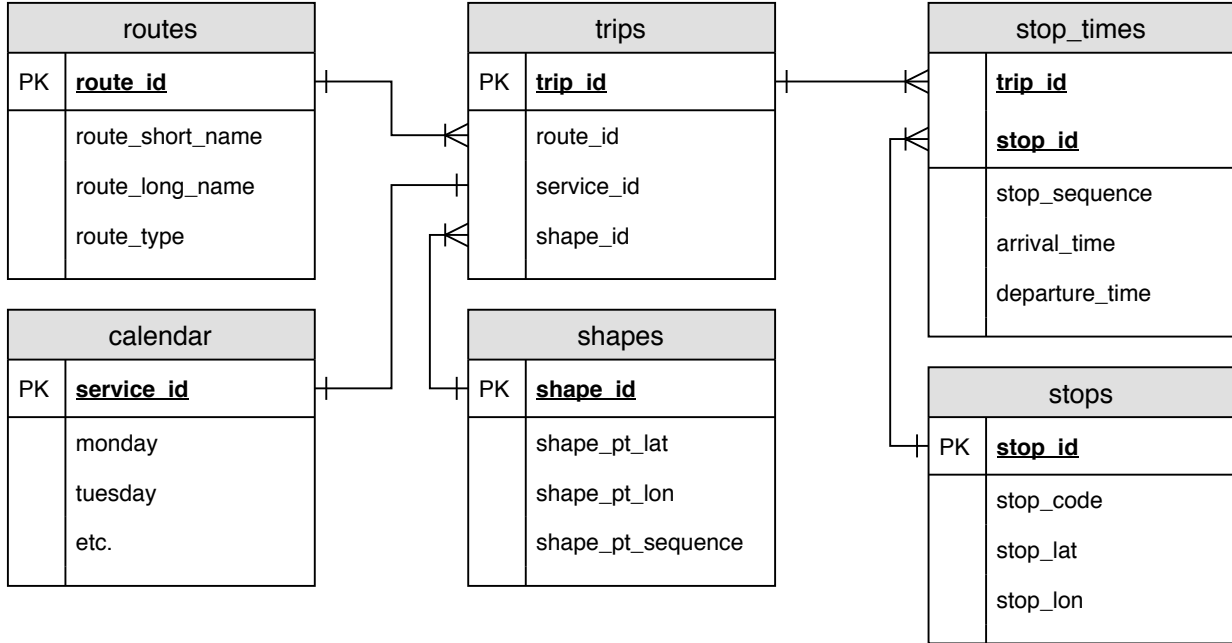 routes
PK route_id
route_short_name
route_long_name
route_type
trips
PK trip_id
route_id
service_id
shape_id
stop_times
trip_id
stop_id
stop_sequence
arrival_time
departure_time
calendar
PK service_id
monday
tuesday
etc.
shapes
PK shape_id
shape_pt_lat
shape_pt_lon
shape_pt_sequence
stops
PK stop_id
stop_code
stop_lat
stop_lon